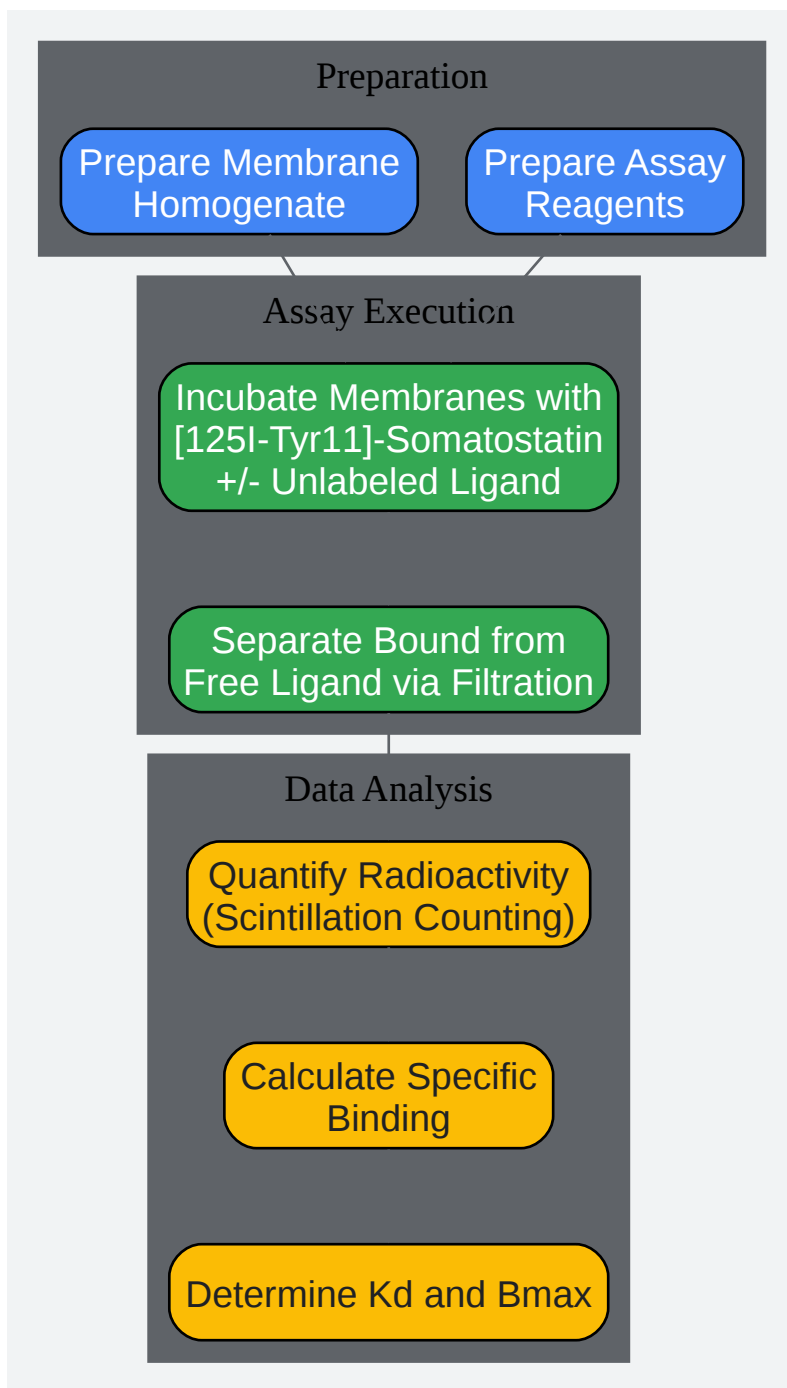 Preparation
Prepare Membrane
Homogenate
Prepare Assay
Reagents
Assay Execution
Incubate Membranes with
[125I-Tyr11]-Somatostatin
+/- Unlabeled Ligand
Separate Bound from
Free Ligand via Filtration
Data Analysis
Quantify Radioactivity
(Scintillation Counting)
Calculate Specific
Binding
Determine Kd and Bmax